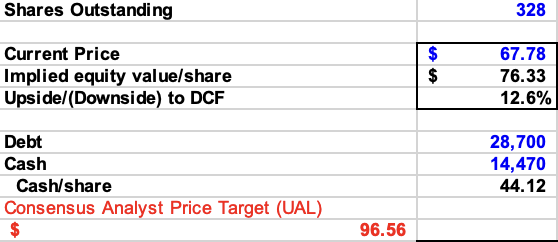 Shares Outstanding 328
Current Price $ 67.78
Implied equity value/share $ 76.33
Upside/(Downside) to DCF 12.6%
Debt 28,700
Cash 14,470
Cash/share 44.12
Consensus Analyst Price Target (UAL)
$ 96.56